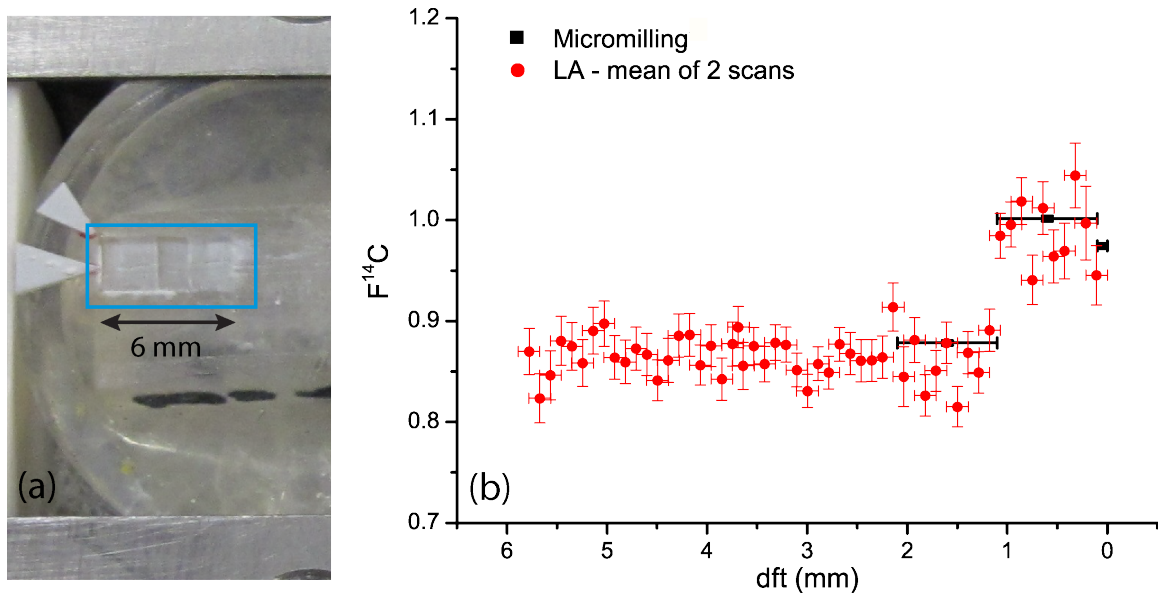 (a)
6 mm
Micromilling
LA - mean of 2 scans
F¹⁴C
1.2
1.1
1.0
0.9
0.8
0.7
(b)
6 5 4 3 2 1 0
dft (mm)